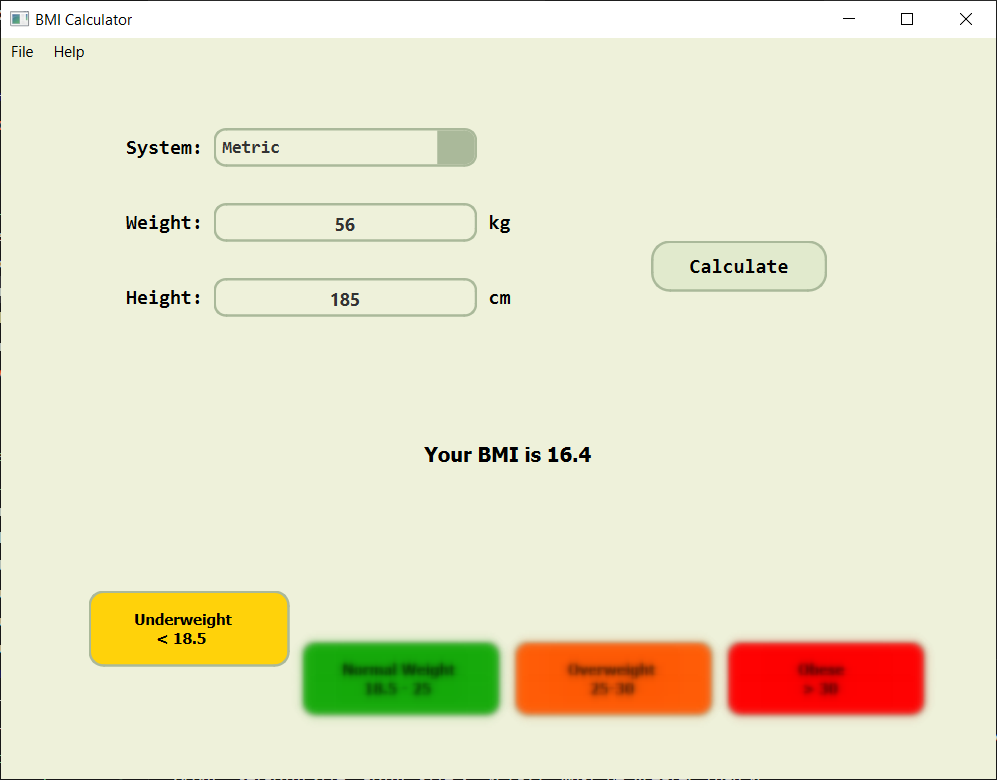 BMI Calculator
File Help
System: Metric
Weight: 56 kg
Calculate
Height: 185 cm
Your BMI is 16.4
Underweight
< 18.5
Normal Weight
18.5 - 25
Overweight
25-30
Obese
> 30